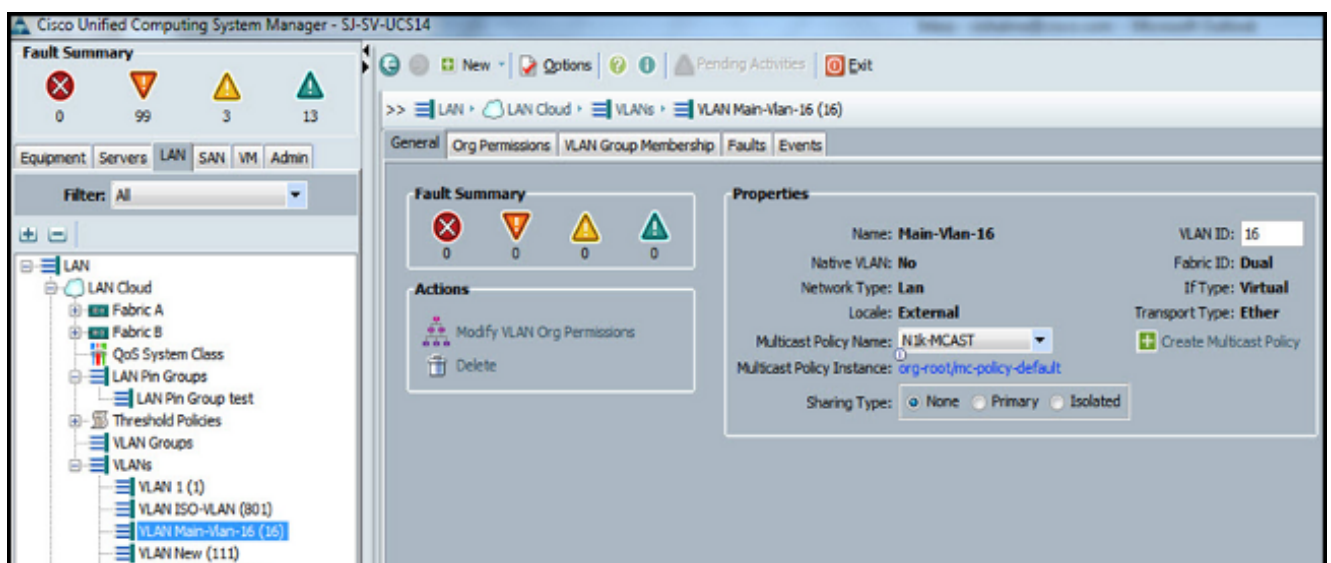 Cisco Unified Computing System Manager - SJ-SV-UCS14
Fault Summary
0 99 3 13
Equipment Servers LAN SAN VM Admin
Filter: All
LAN
LAN Cloud
Fabric A
Fabric B
QoS System Class
LAN Pin Groups
LAN Pin Group test
Threshold Policies
VLAN Groups
VLANs
VLAN 1 (1)
VLAN ISO-VLAN (801)
VLAN Main-Vlan-16 (16)
VLAN New (111)
New Options Pending Activities Exit
>> LAN LAN Cloud VLANs VLAN Main-Vlan-16 (16)
General Org Permissions VLAN Group Membership Faults Events
Fault Summary
0 0 0 0
Actions
Modify VLAN Org Permissions
Delete
Properties
Name: Main-Vlan-16 VLAN ID: 16
Native VLAN: No Fabric ID: Dual
Network Type: Lan If Type: Virtual
Locale: External Transport Type: Ether
Multicast Policy Name: N1k-MCAST Create Multicast Policy
Multicast Policy Instance: org-root/mc-policy-default
Sharing Type: None Primary Isolated